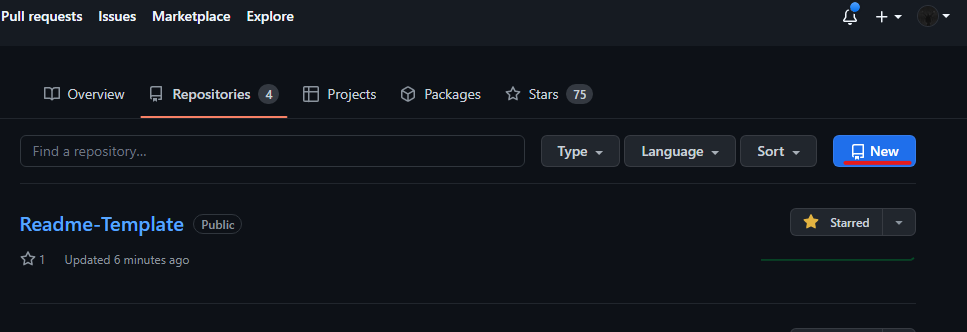 Pull requests Issues Marketplace Explore
Overview Repositories 4 Projects Packages Stars 75
Find a repository... Type Language Sort New
Readme-Template Public Starred
1 Updated 6 minutes ago